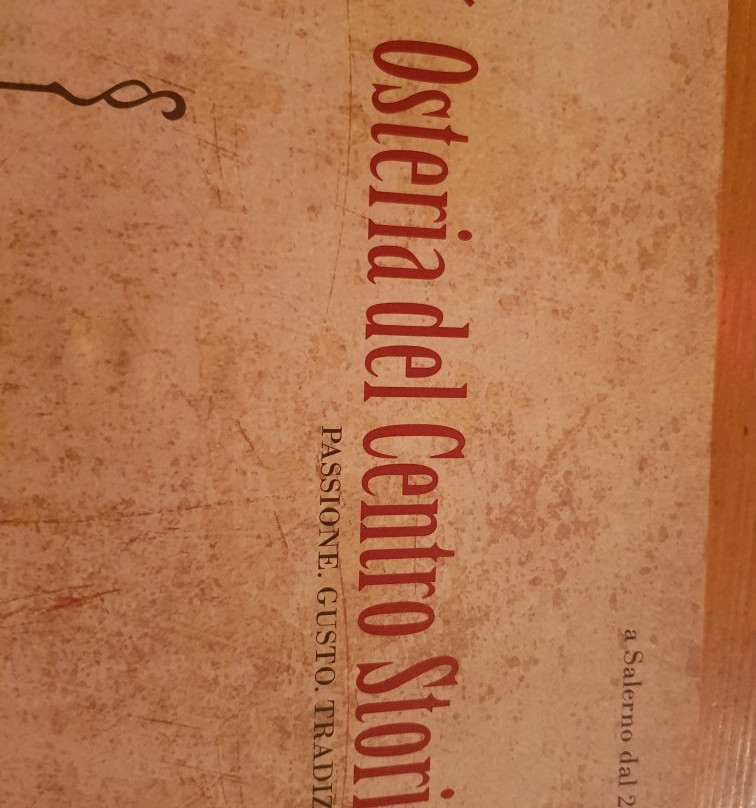 a Salerno dal 2
Osteria del Centro Stori
PASSIONE. GUSTO. TRADIZ